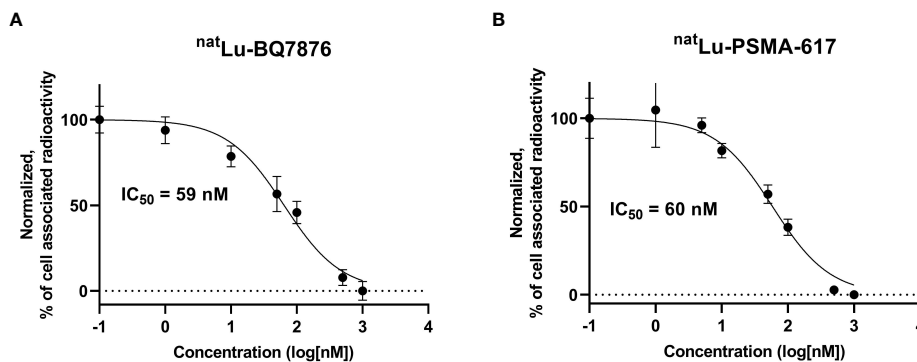 A
natLu-BQ7876
Normalized,
% of cell associated radioactivity
100
50
0
IC50 = 59 nM
-1 0 1 2 3 4
Concentration (log[nM])
B
natLu-PSMA-617
Normalized,
% of cell associated radioactivity
100
50
0
IC50 = 60 nM
-1 0 1 2 3 4
Concentration (log[nM])